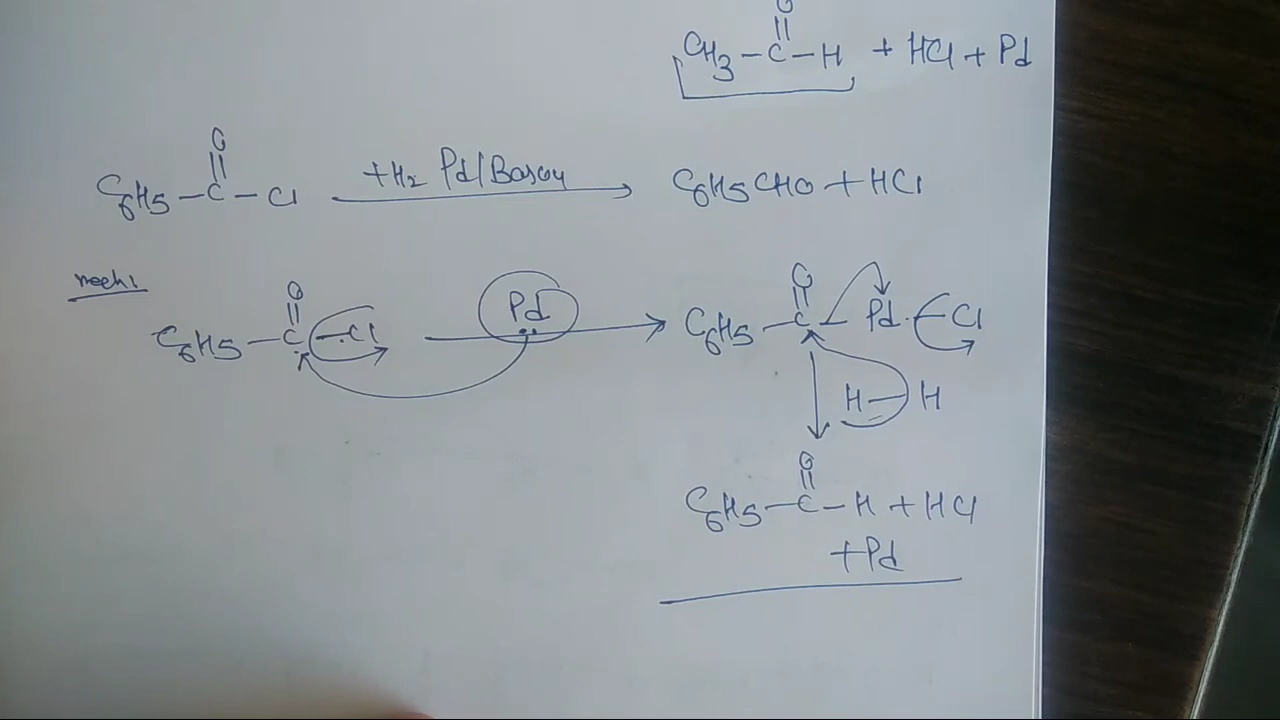 O
CH3-C-H + HCl + Pd
O
C6H5-C-Cl +H2 Pd/BaSO4 C6H5CHO + HCl
mech:
O Pd O
C6H5-C-Cl C6H5-C-Pd-Cl
H-H
O
C6H5-C-H + HCl
+Pd